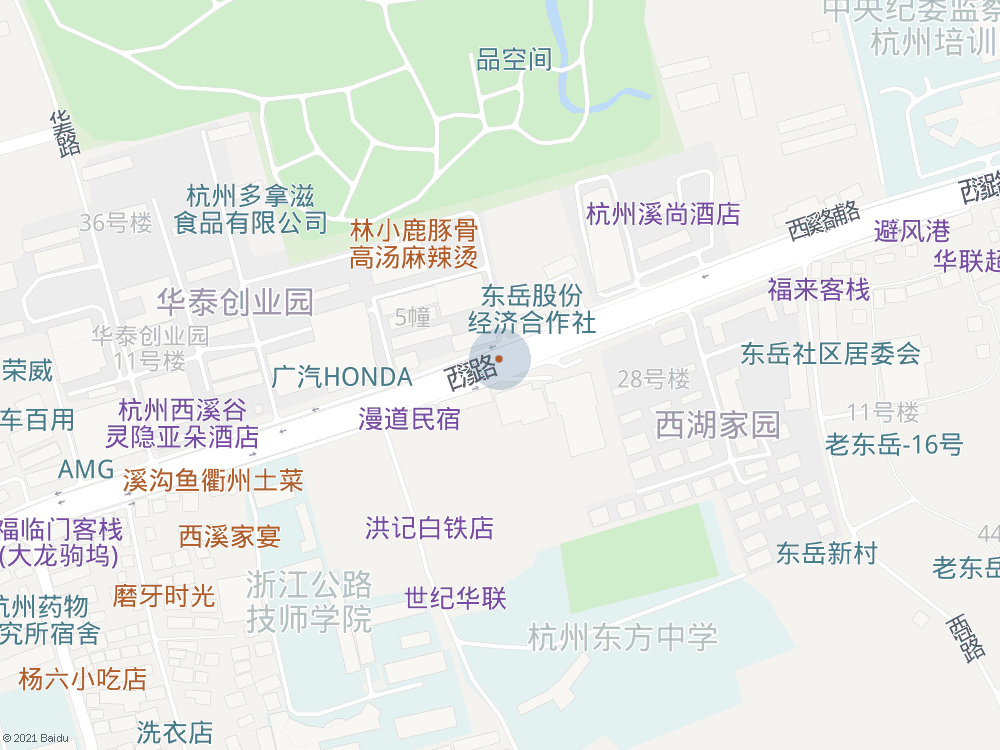 中央纪委监察
杭州培训
品空间
华泰路
杭州多拿滋
食品有限公司
36号楼
林小鹿豚骨
高汤麻辣烫
杭州溪尚酒店
西溪路
西溪路辅路
避风港
华联超
福来客栈
华泰创业园
5幢
东岳股份
经济合作社
华泰创业园
11号楼
荣威
广汽HONDA
西溪路
28号楼
东岳社区居委会
车百用
杭州西溪谷
灵隐亚朵酒店
漫道民宿
西湖家园
11号楼
老东岳-16号
AMG
溪沟鱼衢州土菜
福临门客栈
(大龙驹坞)
西溪家宴
洪记白铁店
44
东岳新村
老东岳
浙江公路
技师学院
磨牙时光
世纪华联
杭州药物
究所宿舍
杭州东方中学
杨六小吃店
洗衣店
© 2021 Baidu